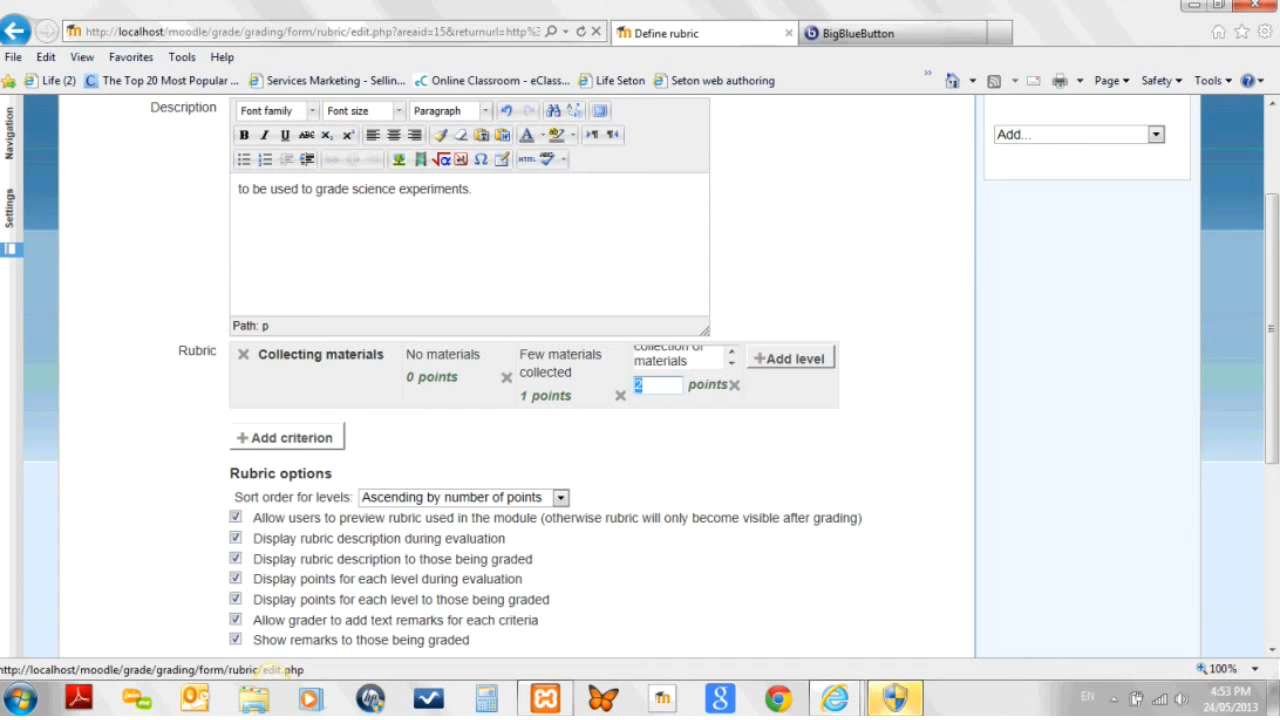 http://localhost/moodle/grade/grading/form/rubric/edit.php?areaid=15&returnurl=http%3
Define rubric
BigBlueButton
File Edit View Favorites Tools Help
Life (2)
The Top 20 Most Popular ...
Services Marketing - Sellin...
Online Classroom - eClass...
Life Seton
Seton web authoring
Page
Safety
Tools
Navigation
Settings
Description
Font family
Font size
Paragraph
HTML
to be used to grade science experiments.
Path: p
Add...
Rubric
Collecting materials
No materials
0 points
Few materials
collected
1 points
collection of
materials
2 points
Add level
Add criterion
Rubric options
Sort order for levels: Ascending by number of points
Allow users to preview rubric used in the module (otherwise rubric will only become visible after grading)
Display rubric description during evaluation
Display rubric description to those being graded
Display points for each level during evaluation
Display points for each level to those being graded
Allow grader to add text remarks for each criteria
Show remarks to those being graded
http://localhost/moodle/grade/grading/form/rubric/edit.php
100%
EN
4:53 PM
24/05/2013